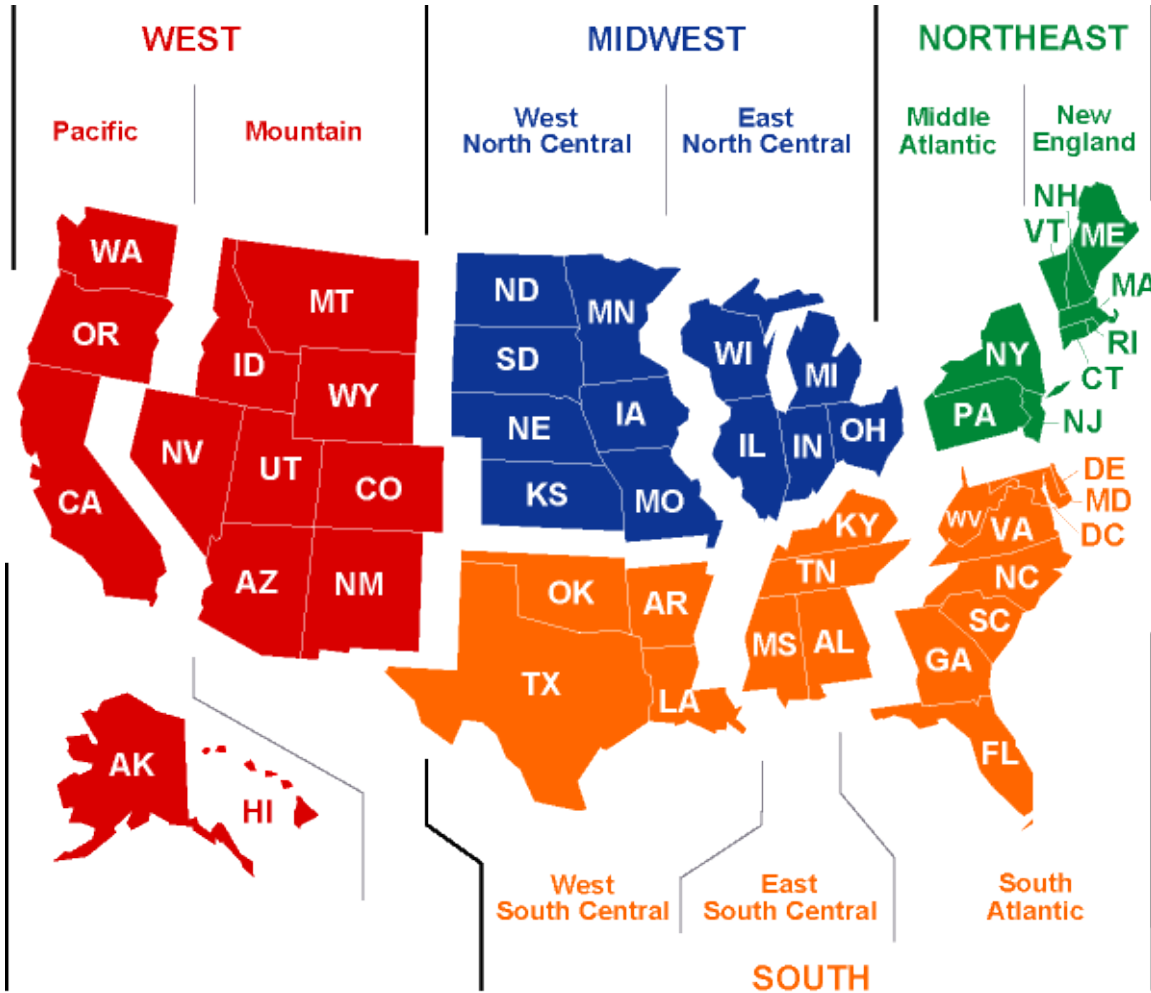 WEST
MIDWEST
NORTHEAST
Pacific
Mountain
West
North Central
East
North Central
Middle
Atlantic
New
England
NH
VT
ME
MA
RI
CT
NY
PA
NJ
WA
OR
CA
MT
ID
WY
NV
UT
CO
AZ
NM
ND
MN
SD
NE
IA
KS
MO
WI
MI
IL
IN
OH
DE
MD
DC
WV
VA
NC
SC
GA
FL
KY
TN
MS
AL
OK
AR
TX
LA
AK
HI
West
South Central
East
South Central
South
Atlantic
SOUTH